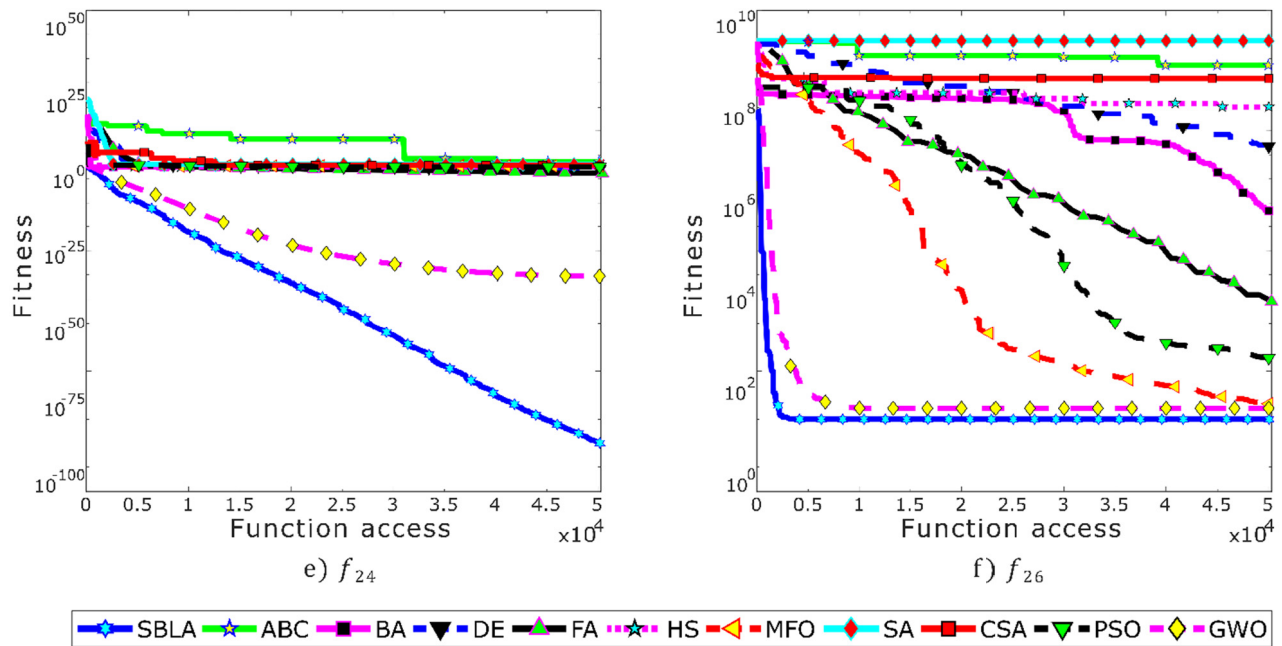 10^50
10^25
10^0
10^-25
10^-50
10^-75
10^-100
Fitness
0 0.5 1 1.5 2 2.5 3 3.5 4 4.5 5
Function access
×10^4
e) f_24
10^10
10^8
10^6
10^4
10^2
10^0
Fitness
0 0.5 1 1.5 2 2.5 3 3.5 4 4.5 5
Function access
×10^4
f) f_26
SBLA ABC BA DE FA HS MFO SA CSA PSO GWO